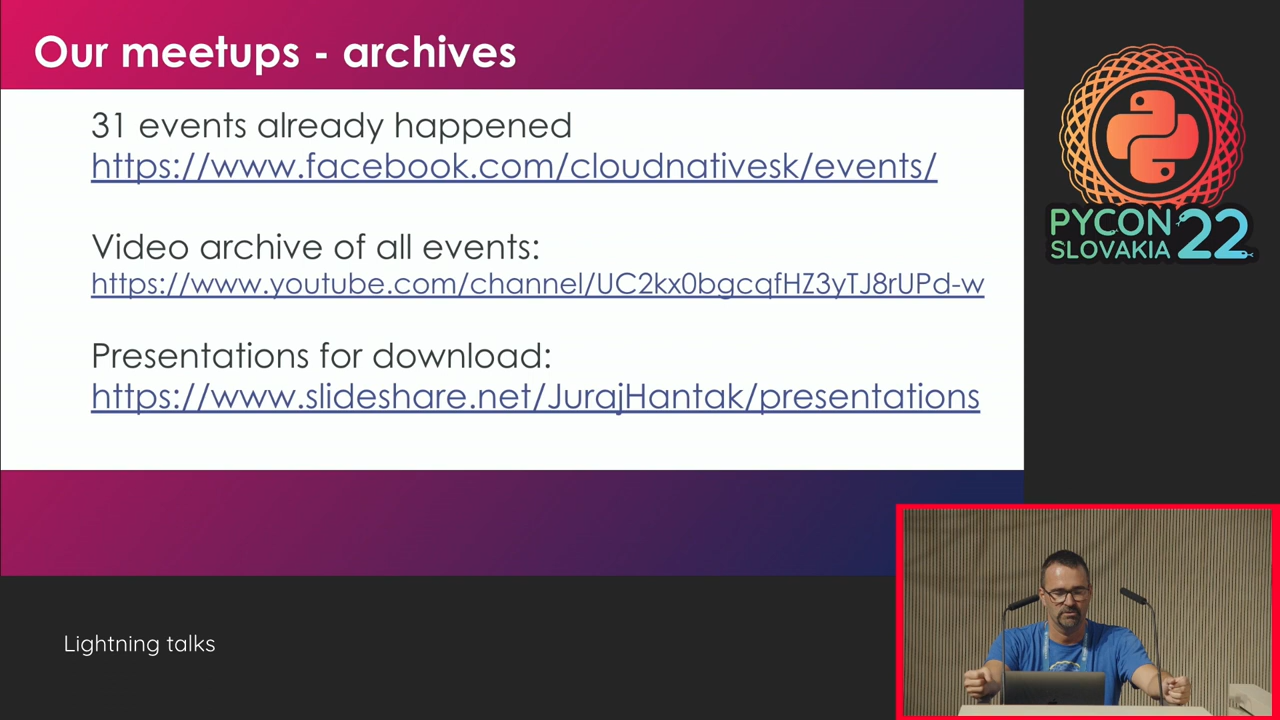 Our meetups - archives
31 events already happened
https://www.facebook.com/cloudnativesk/events/
Video archive of all events:
https://www.youtube.com/channel/UC2kx0bgcqfHZ3yTJ8rUPd-w
Presentations for download:
https://www.slideshare.net/JurajHantak/presentations
PYCON
SLOVAKIA 22
Lightning talks